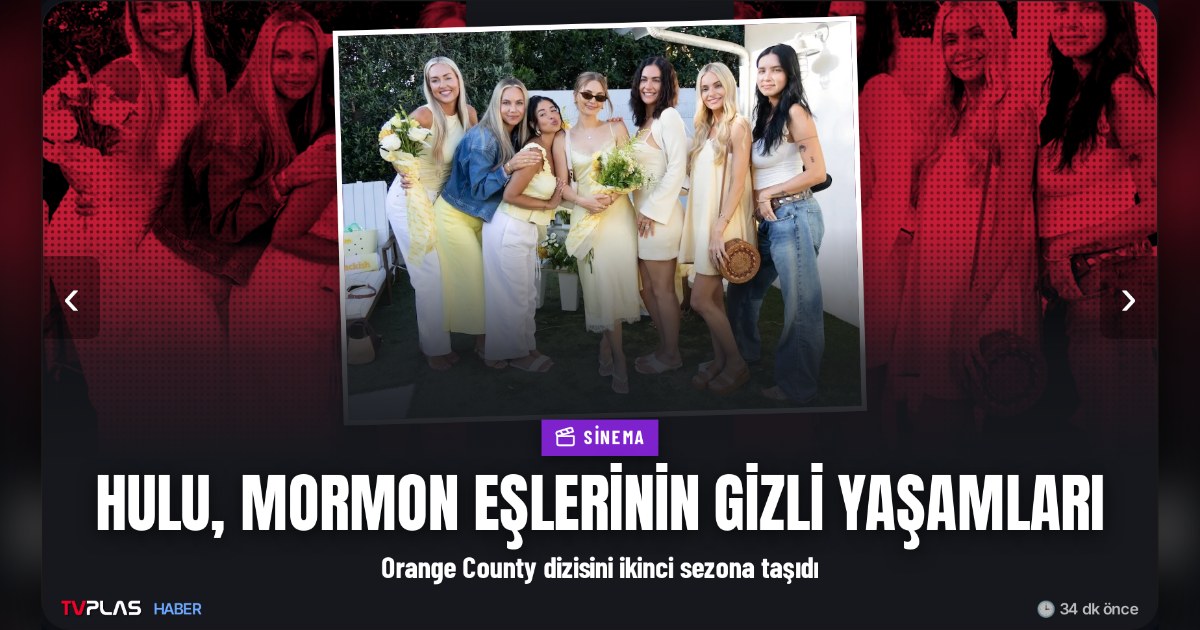 SİNEMA
HULU, MORMON EŞLERİNİN GİZLİ YAŞAMLARI
Orange County dizisini ikinci sezona taşıdı
TVPLAS HABER
34 dk önce